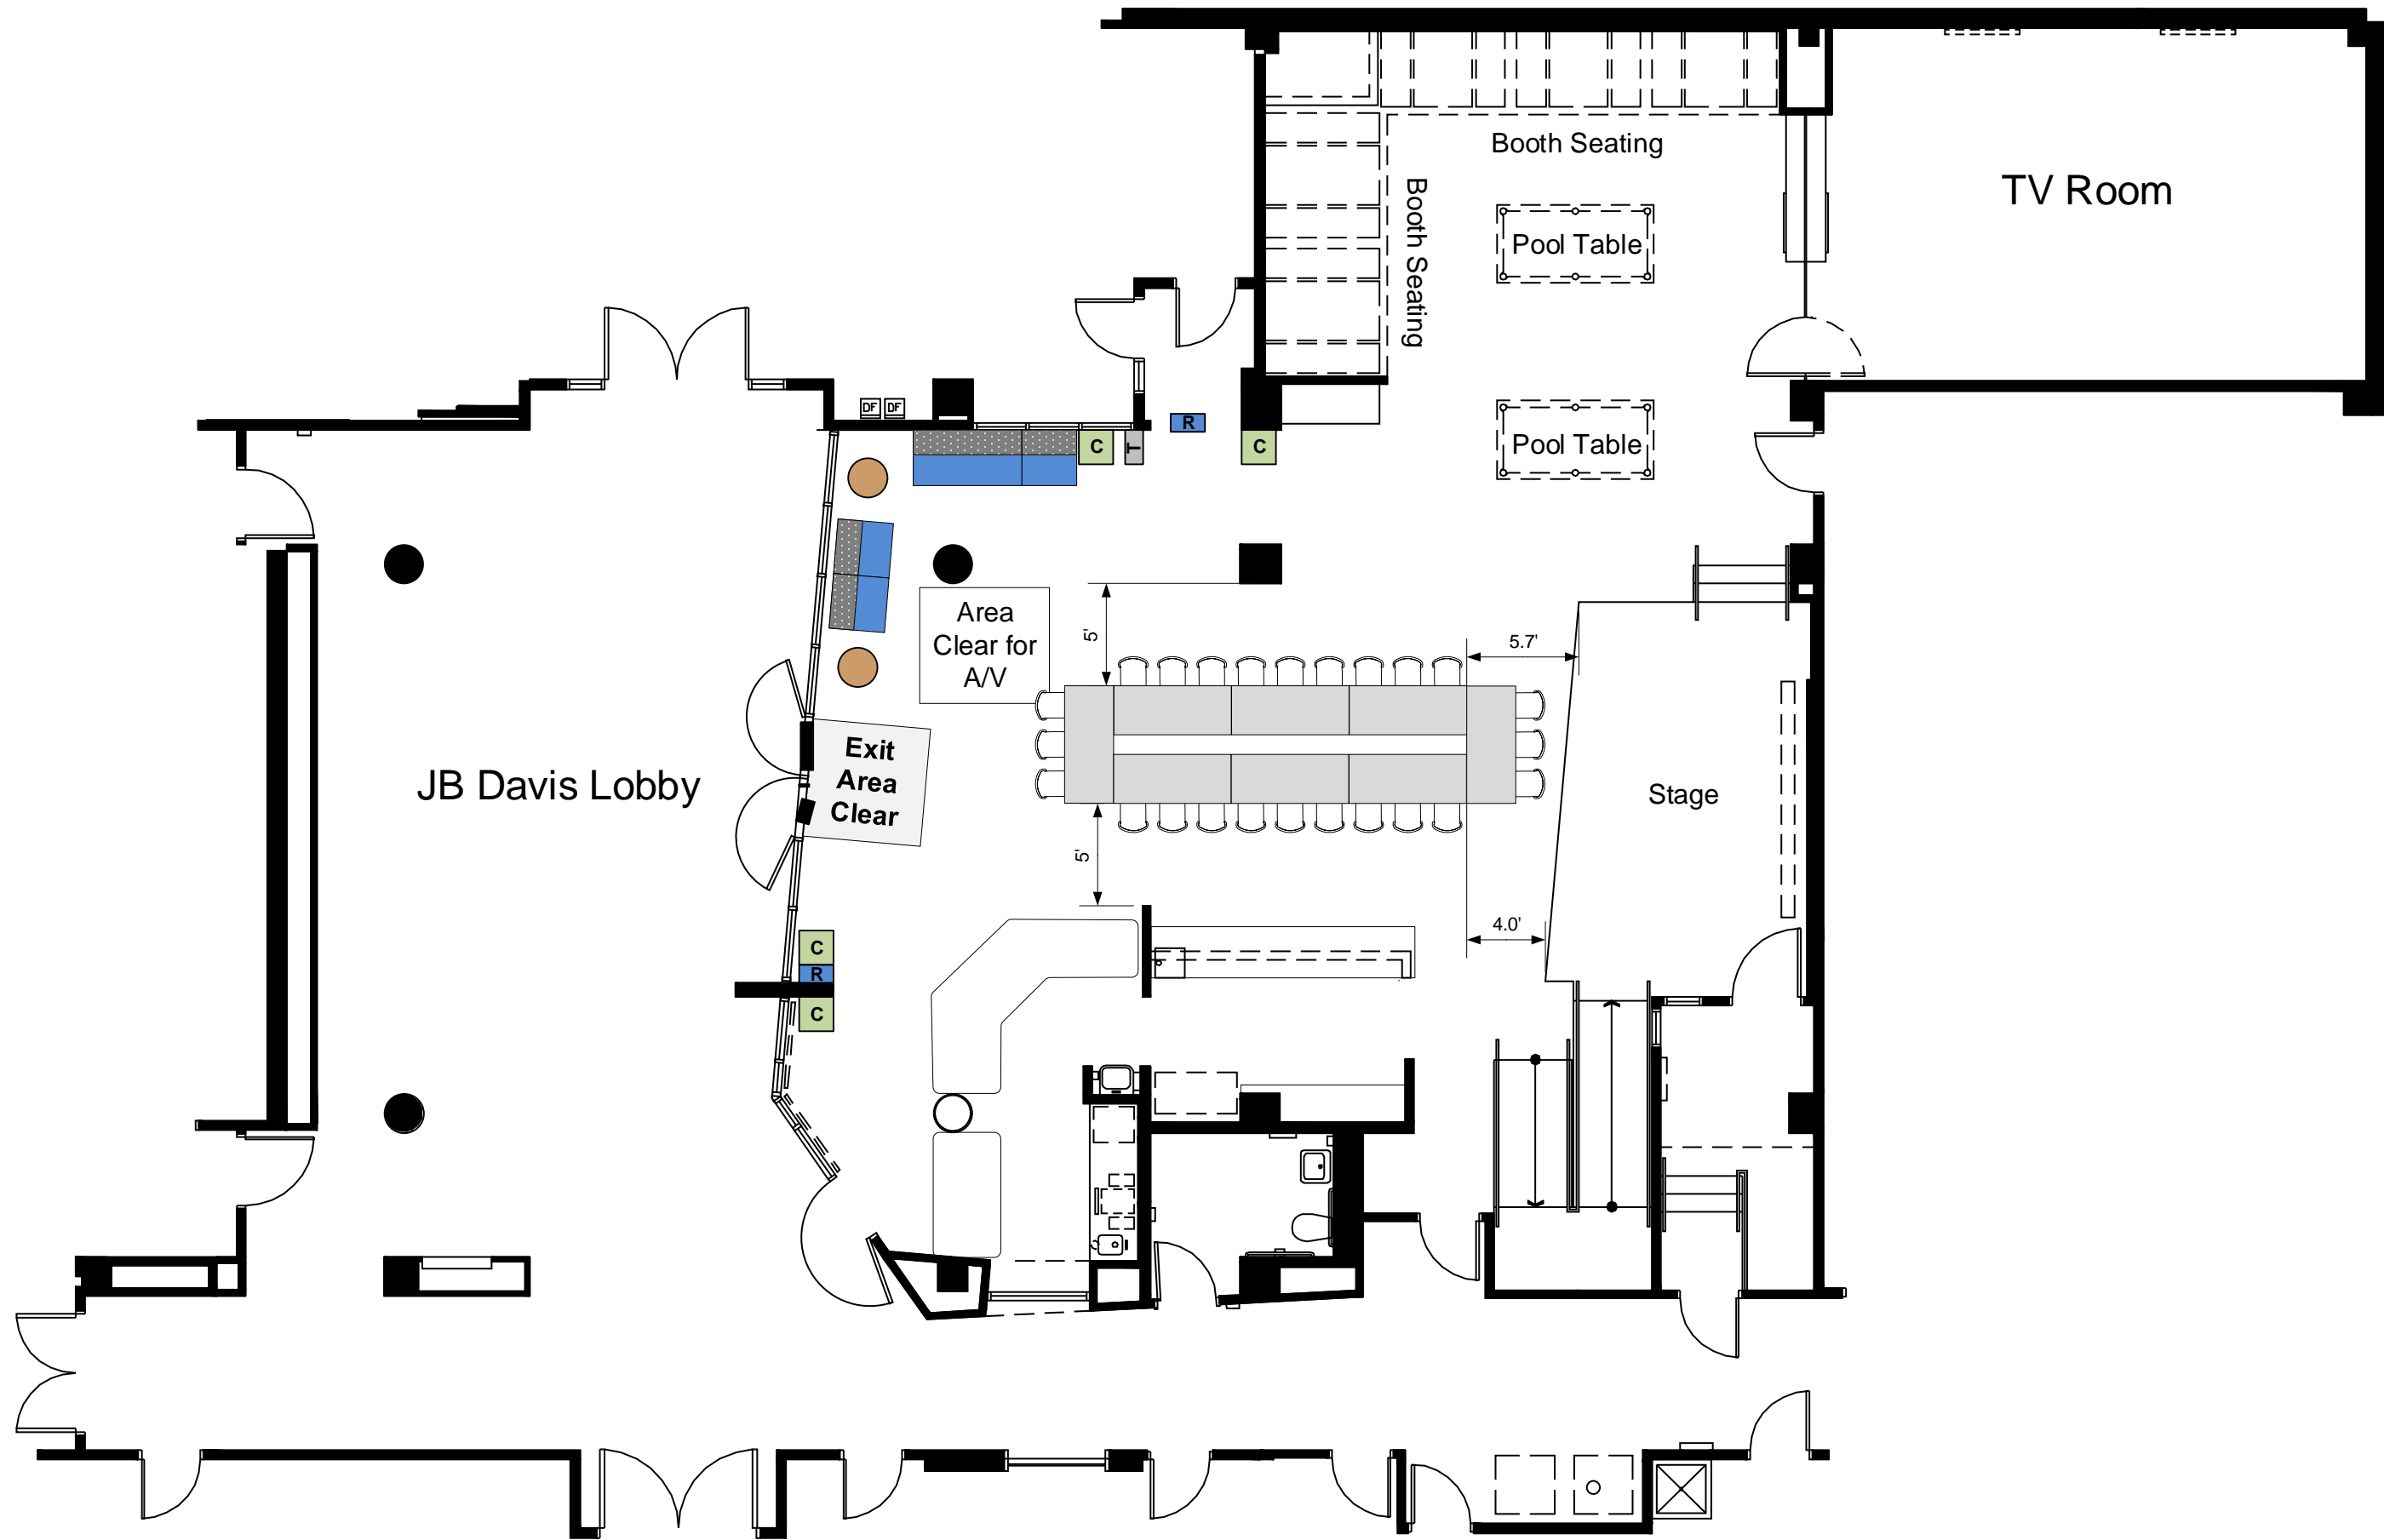 Booth Seating
TV Room
Booth Seating
Pool Table
DF
DF
R
C
T
C
Pool Table
Area
Clear for
A/V
5'
5.7'
Exit
Area
Clear
JB Davis Lobby
Stage
5'
4.0'
C
R
C